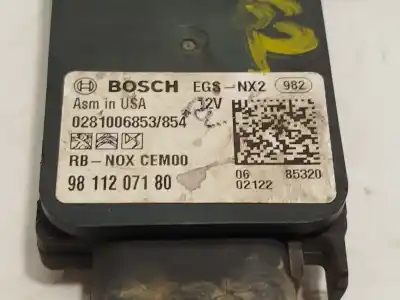 BOSCH EGS-NX2 982
Asm in USA 12V
0281006853/854
RB-NOX CEM00
98 112 071 80
06 85320
02122